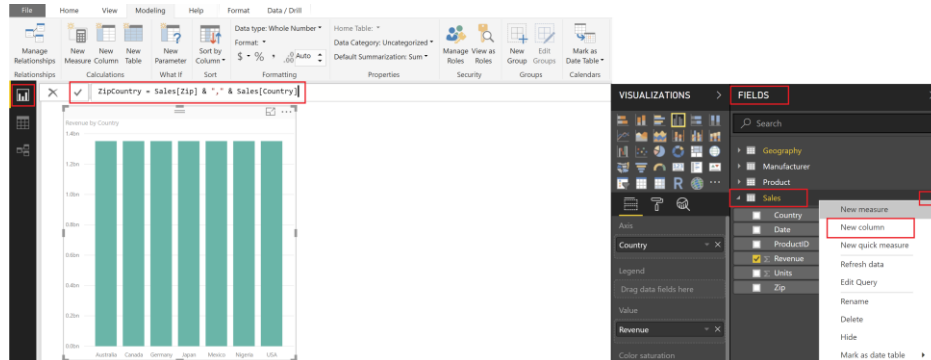 File Home View Modeling Help Format Data / Drill
Manage Relationships
New Measure
New Column
New Table
New Parameter
Sort by Column
Data type: Whole Number
Format:
$ % , .00 Auto
Home Table:
Data Category: Uncategorized
Default Summarization: Sum
Manage Roles
View as Roles
New Group
Edit Groups
Mark as Date Table
Relationships Calculations What If Sort Formatting Properties Security Groups Calendars
ZipCountry = Sales[Zip] & "," & Sales[Country]
Revenue by Country
1.4bn
1.2bn
1.0bn
0.8bn
0.6bn
0.4bn
0.2bn
0.0bn
Australia Canada Germany Japan Mexico Nigeria USA
VISUALIZATIONS
R
Axis
Country
Legend
Drag data fields here
Value
Revenue
Color saturation
FIELDS
Search
Geography
Manufacturer
Product
Sales
Country
Date
ProductID
Σ Revenue
Σ Units
Zip
New measure
New column
New quick measure
Refresh data
Edit Query
Rename
Delete
Hide
Mark as date table